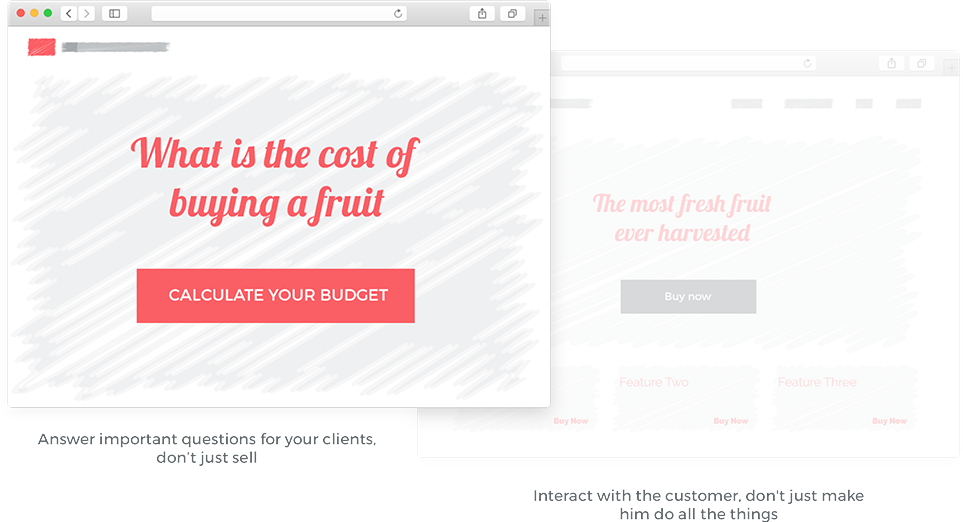 What is the cost of
buying a fruit
CALCULATE YOUR BUDGET
Answer important questions for your clients,
don't just sell
The most fresh fruit
ever harvested
Buy now
Feature Two
Feature Three
Buy Now
Buy Now
Buy Now
Interact with the customer, don't just make
him do all the things